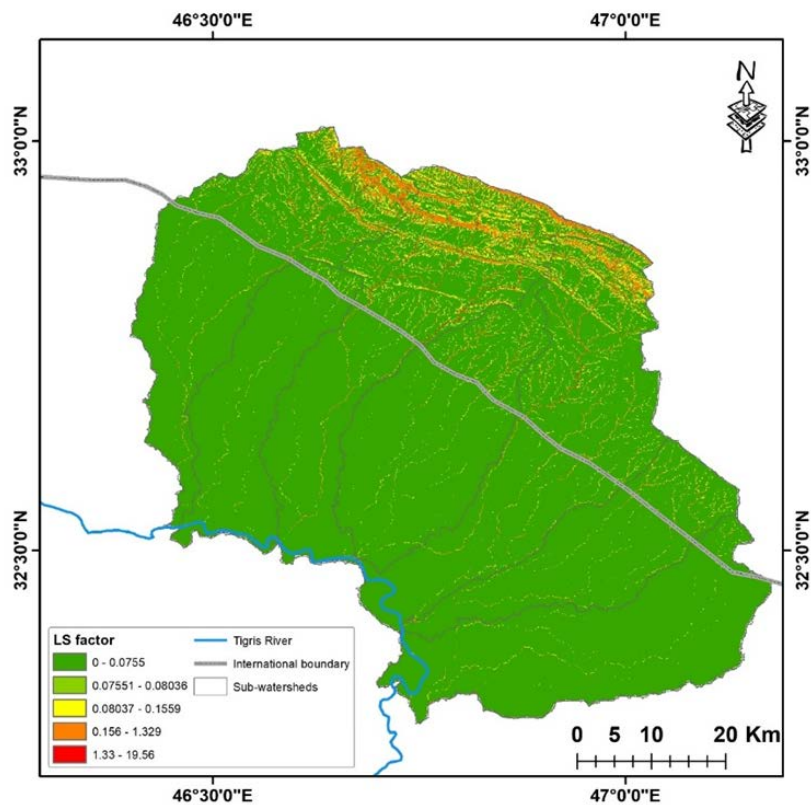 46°30'0"E 47°0'0"E
N
33°0'0"N 33°0'0"N
32°30'0"N 32°30'0"N
LS factor
0 - 0.0755
0.07551 - 0.08036
0.08037 - 0.1559
0.156 - 1.329
1.33 - 19.56
Tigris River
International boundary
Sub-watersheds
0 5 10 20 Km
46°30'0"E 47°0'0"E